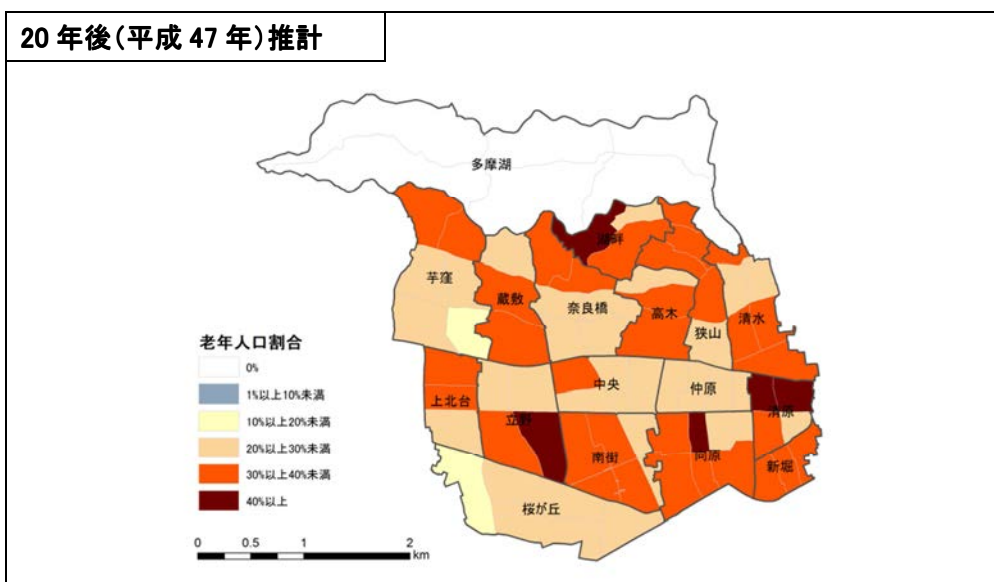 20 年後(平成 47 年)推計
多摩湖
湖畔
芋窪
蔵敷
奈良橋
高木
狭山
清水
老年人口割合
0%
1%以上10%未満
10%以上20%未満
20%以上30%未満
30%以上40%未満
40%以上
上北台
中央
仲原
清原
立野
南街
向原
新堀
桜が丘
0 0.5 1 2
km